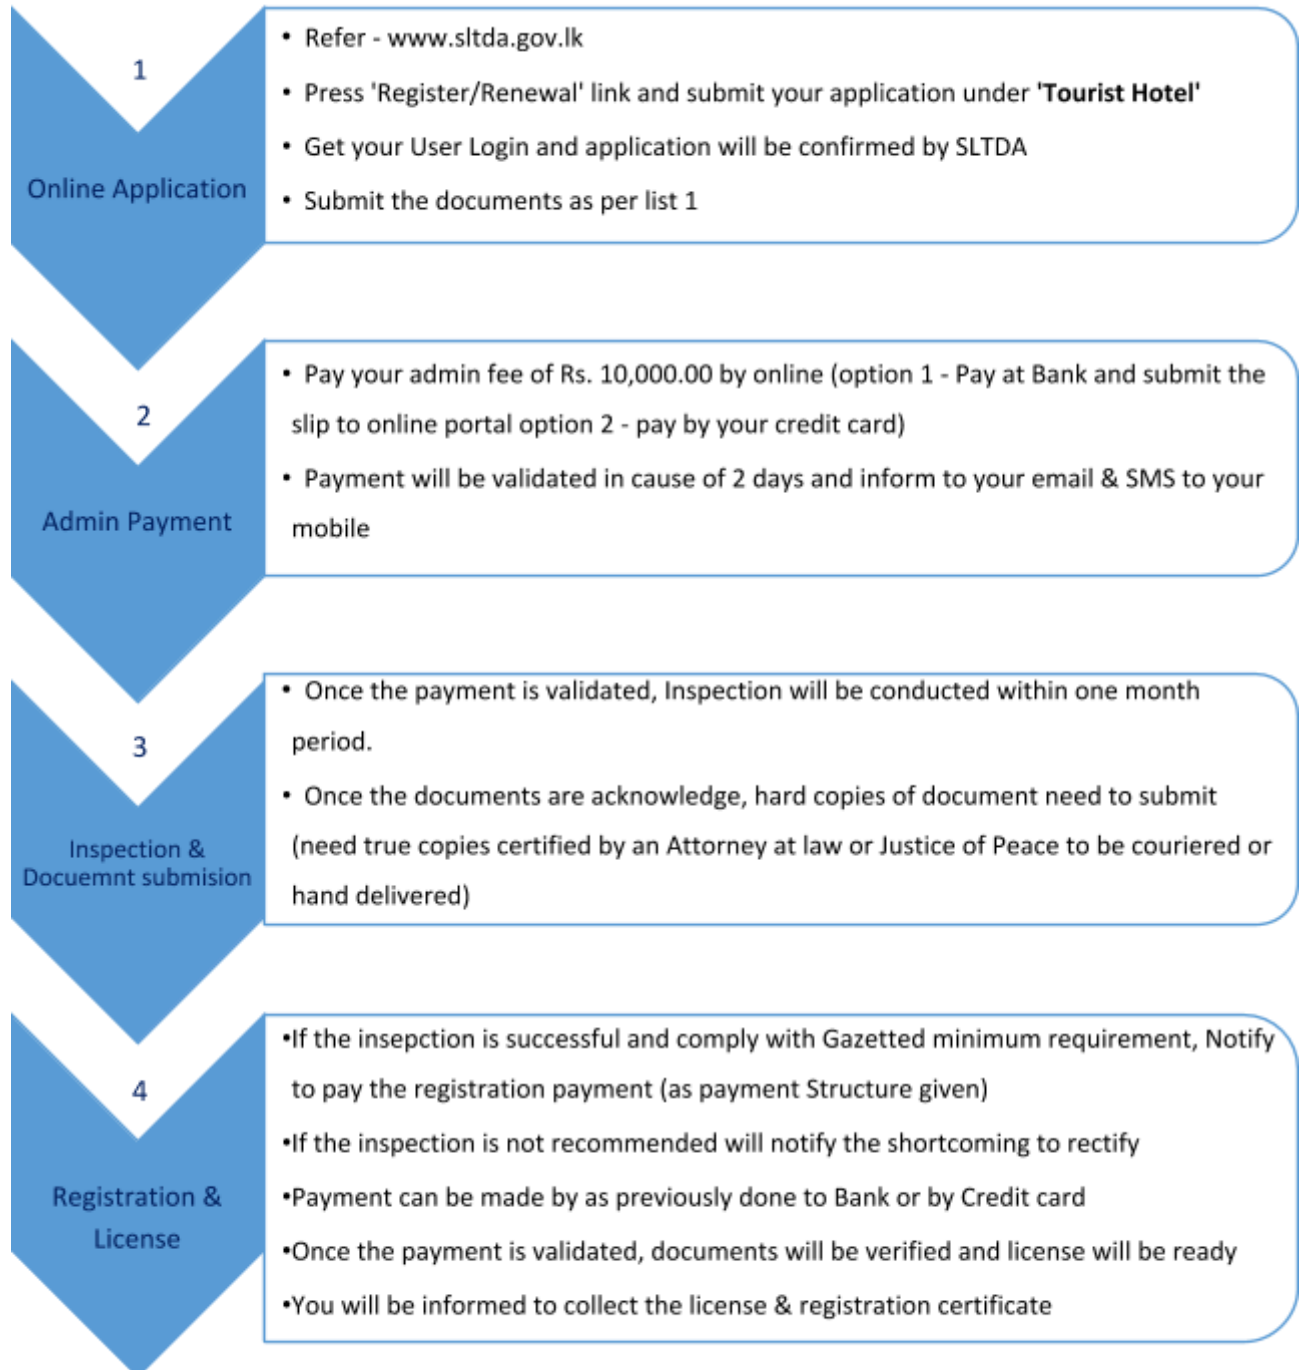 1
Online Application
• Refer - www.sltda.gov.lk
• Press 'Register/Renewal' link and submit your application under 'Tourist Hotel'
• Get your User Login and application will be confirmed by SLTDA
• Submit the documents as per list 1
2
Admin Payment
• Pay your admin fee of Rs. 10,000.00 by online (option 1 - Pay at Bank and submit the
slip to online portal option 2 - pay by your credit card)
• Payment will be validated in cause of 2 days and inform to your email & SMS to your
mobile
3
Inspection &
Docuemnt submision
• Once the payment is validated, Inspection will be conducted within one month
period.
• Once the documents are acknowledge, hard copies of document need to submit
(need true copies certified by an Attorney at law or Justice of Peace to be couriered or
hand delivered)
4
Registration &
License
•If the insepction is successful and comply with Gazetted minimum requirement, Notify
to pay the registration payment (as payment Structure given)
•If the inspection is not recommended will notify the shortcoming to rectify
•Payment can be made by as previously done to Bank or by Credit card
•Once the payment is validated, documents will be verified and license will be ready
•You will be informed to collect the license & registration certificate